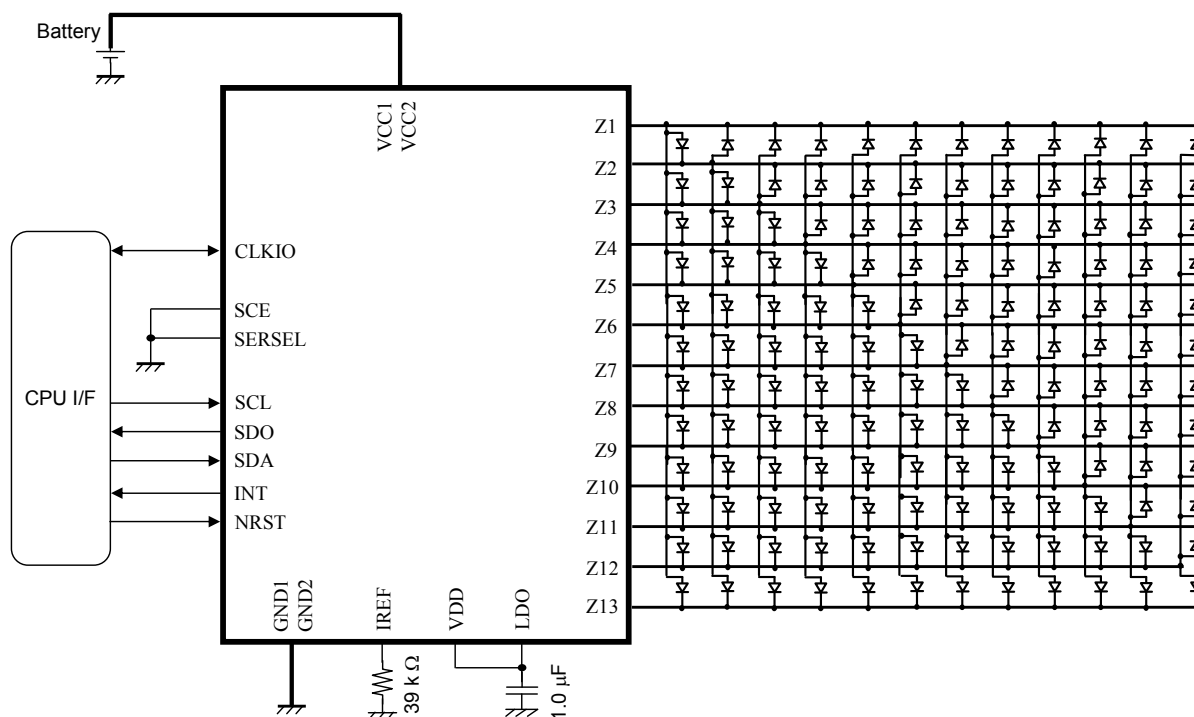 Battery
VCC1
VCC2
Z1
Z2
Z3
Z4
Z5
Z6
Z7
Z8
Z9
Z10
Z11
Z12
Z13
CLKIO
SCE
SERSEL
CPU I/F
SCL
SDO
SDA
INT
NRST
GND1
GND2
IREF
VDD
LDO
39 k Ω
1.0 µF